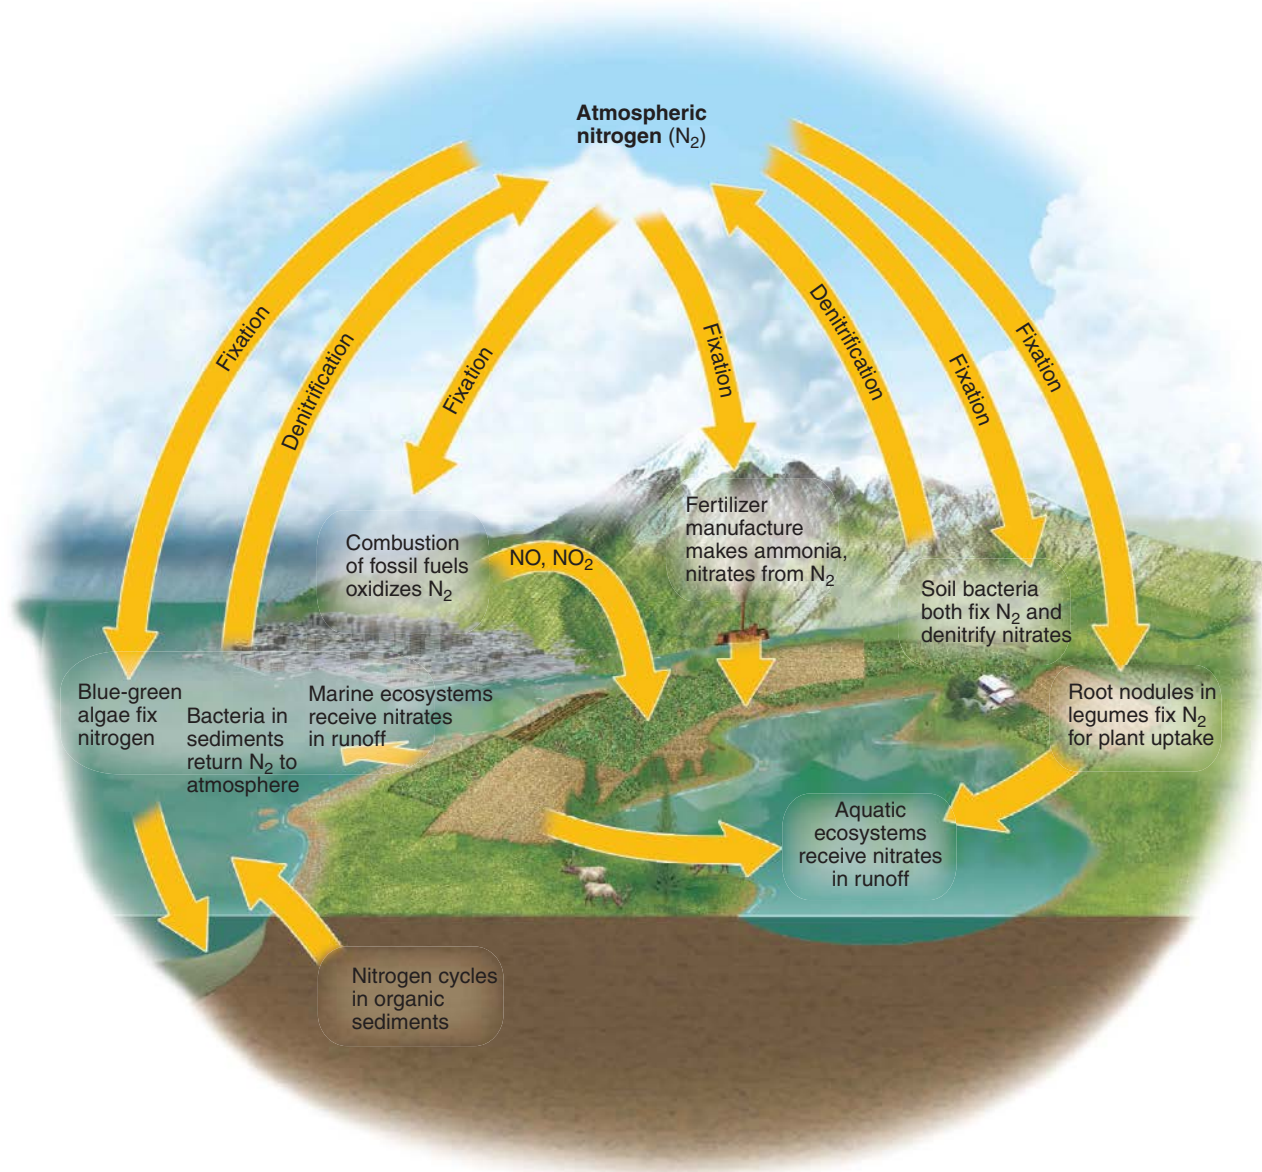 Atmospheric
nitrogen (N₂)
Fixation
Denitrification
Fixation
Fixation
Denitrification
Fixation
Fixation
Combustion
of fossil fuels
oxidizes N₂
NO, NO₂
Fertilizer
manufacture
makes ammonia,
nitrates from N₂
Soil bacteria
both fix N₂ and
denitrify nitrates
Blue-green
algae fix
nitrogen
Bacteria in
sediments
return N₂ to
atmosphere
Marine ecosystems
receive nitrates
in runoff
Root nodules in
legumes fix N₂
for plant uptake
Aquatic
ecosystems
receive nitrates
in runoff
Nitrogen cycles
in organic
sediments